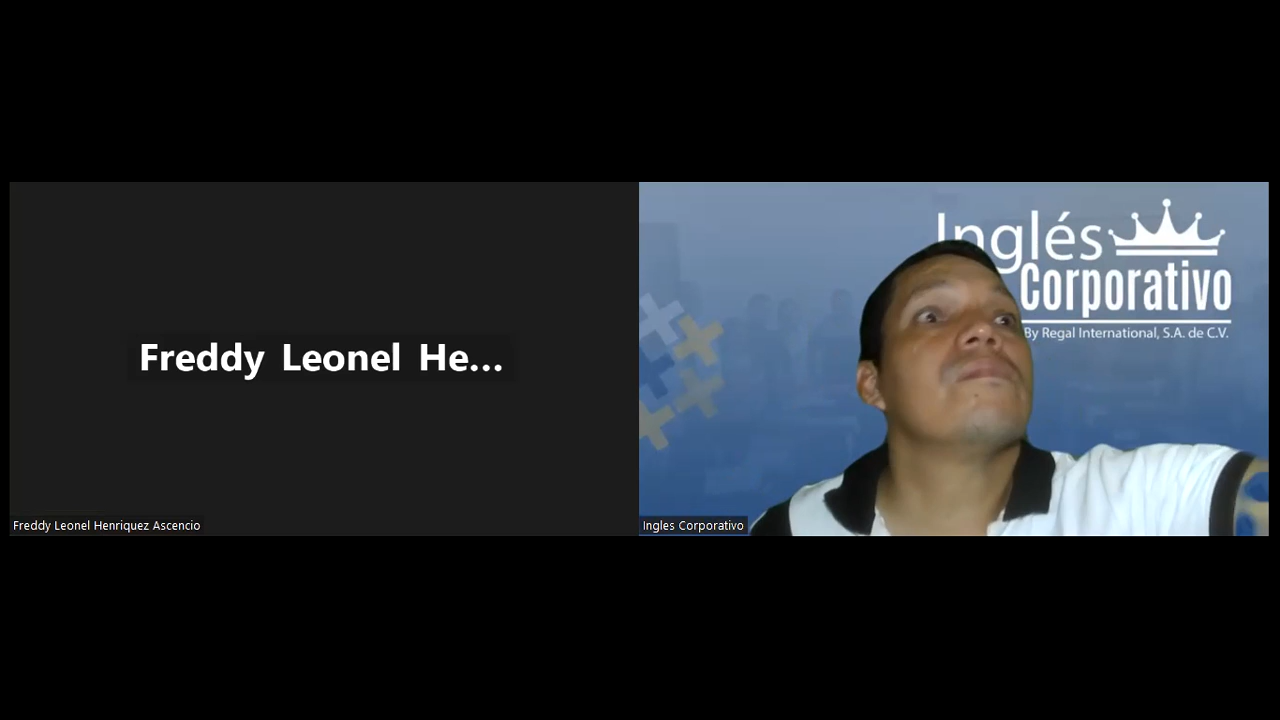 Freddy Leonel He...
Freddy Leonel Henriquez Ascencio
Inglés
Corporativo
By Regal International, S.A. de C.V.
Ingles Corporativo